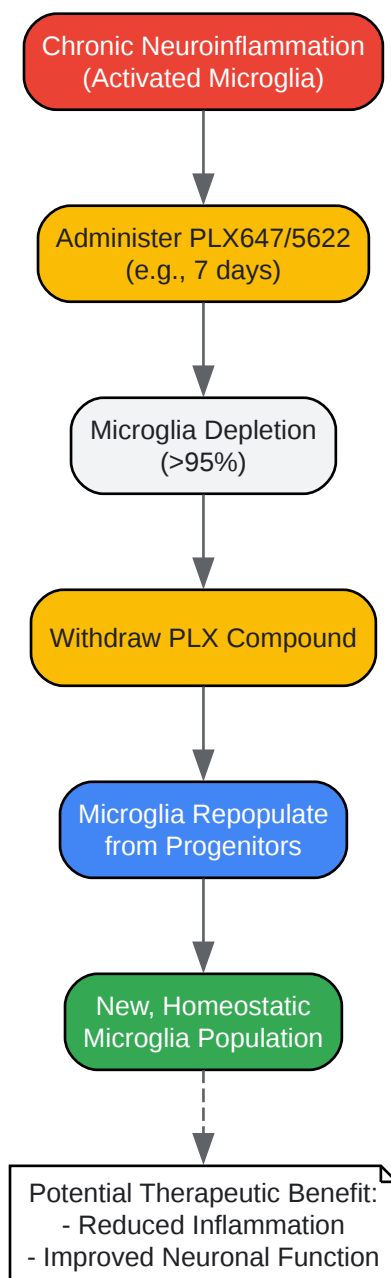 Chronic Neuroinflammation
(Activated Microglia)
Administer PLX647/5622
(e.g., 7 days)
Microglia Depletion
(>95%)
Withdraw PLX Compound
Microglia Repopulate
from Progenitors
New, Homeostatic
Microglia Population
Potential Therapeutic Benefit:
- Reduced Inflammation
- Improved Neuronal Function